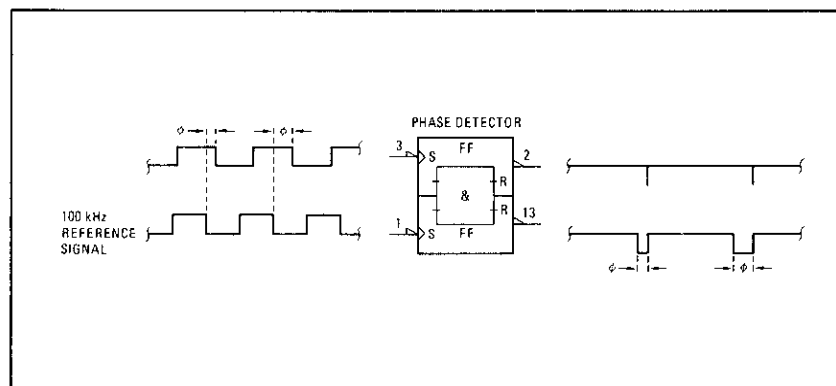 PHASE DETECTOR
ϕ ϕ
3 S FF 2
R
&
100 kHz
REFERENCE
SIGNAL
1 S FF R 13
ϕ ϕ